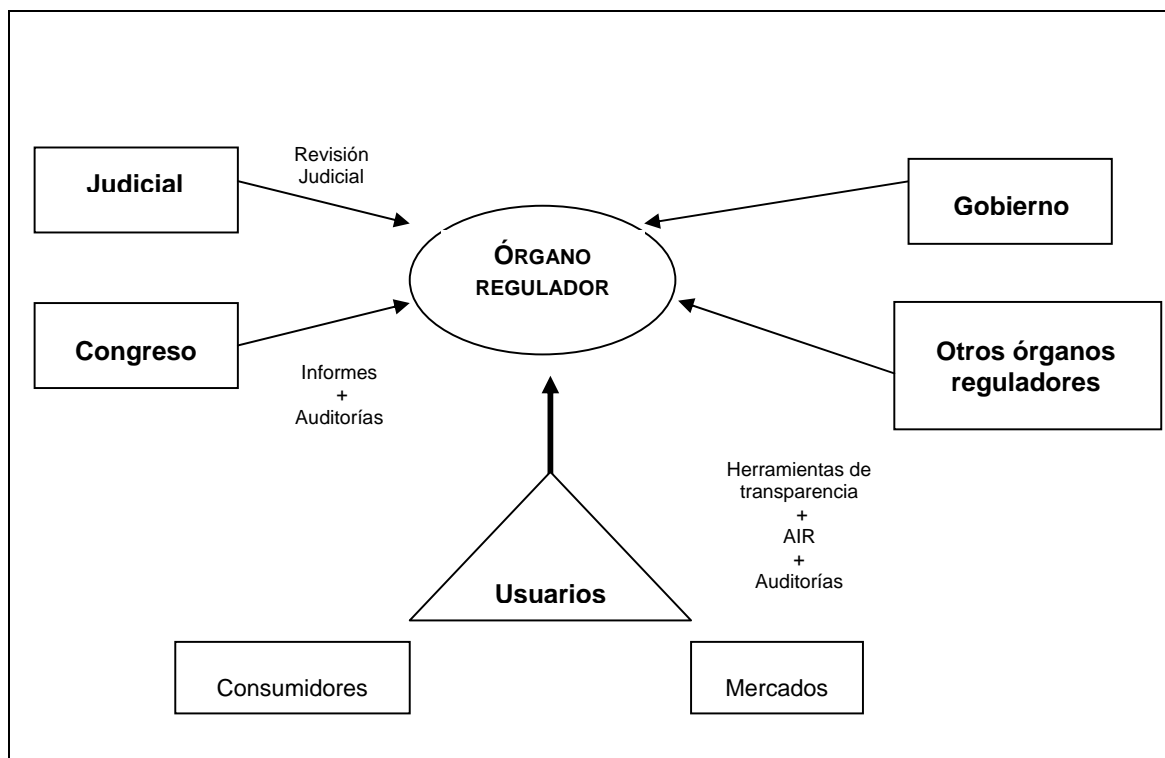 Judicial
Revisión
Judicial
Gobierno
ÓRGANO
REGULADOR
Congreso
Informes
+
Auditorías
Otros órganos
reguladores
Herramientas de
transparencia
+
AIR
+
Auditorías
Usuarios
Consumidores
Mercados